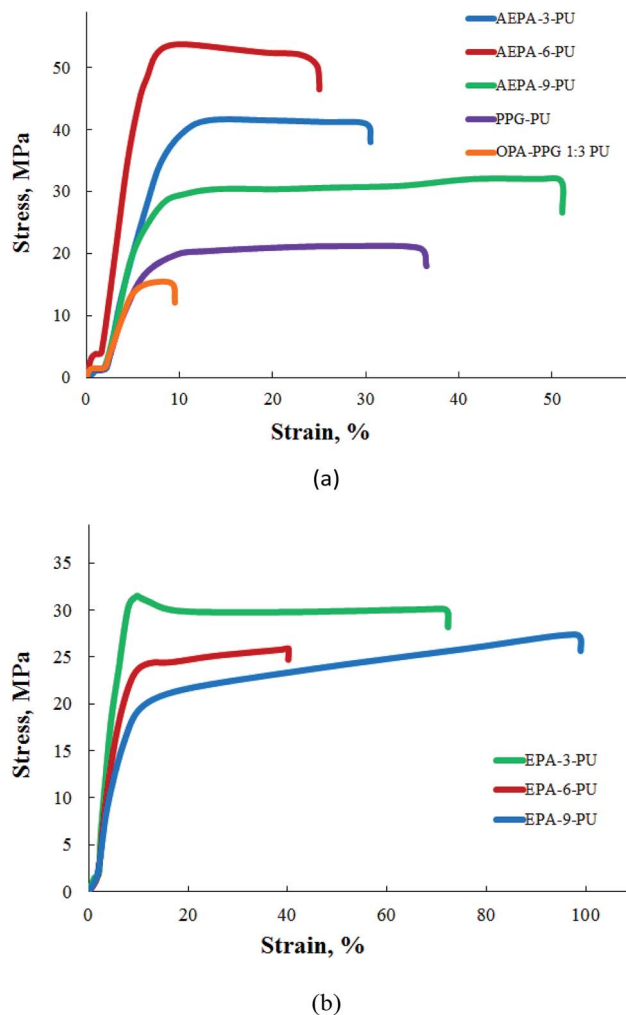 AEPA-3-PU
AEPA-6-PU
AEPA-9-PU
PPG-PU
OPA-PPG 1:3 PU
Stress, MPa
50
40
30
20
10
0
0 10 20 30 40 50
Strain, %
(a)
Stress, MPa
35
30
25
20
15
10
5
0
EPA-3-PU
EPA-6-PU
EPA-9-PU
0 20 40 60 80 100
Strain, %
(b)